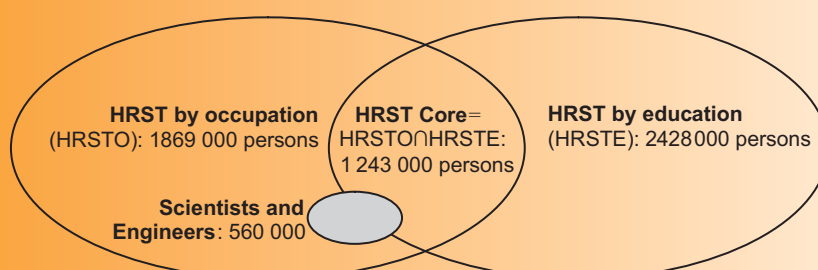 HRST by occupation
(HRSTO): 1869 000 persons
HRST Core=
HRSTO∩HRSTE:
1 243 000 persons
HRST by education
(HRSTE): 2428000 persons
Scientists and
Engineers: 560 000